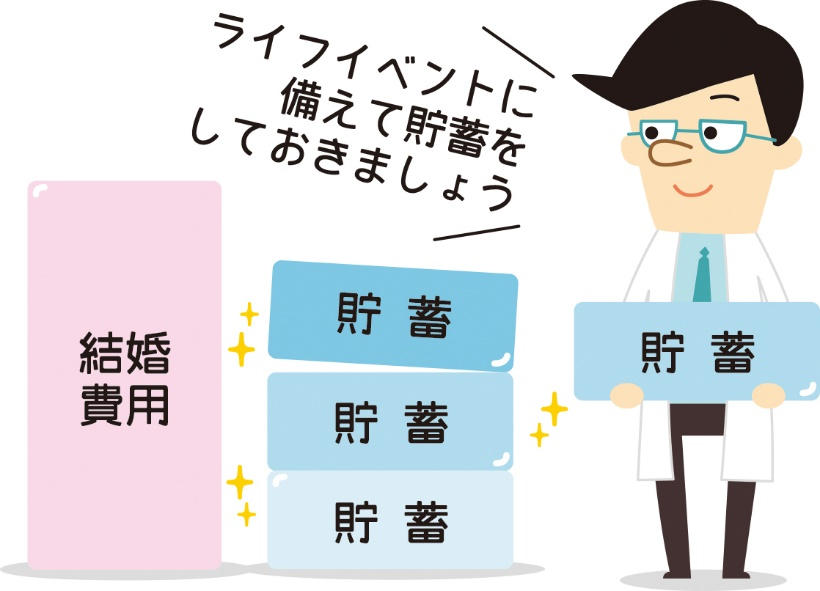 ライフイベントに
備えて貯蓄を
しておきましょう
結婚
費用
貯蓄
貯蓄
貯蓄
貯蓄